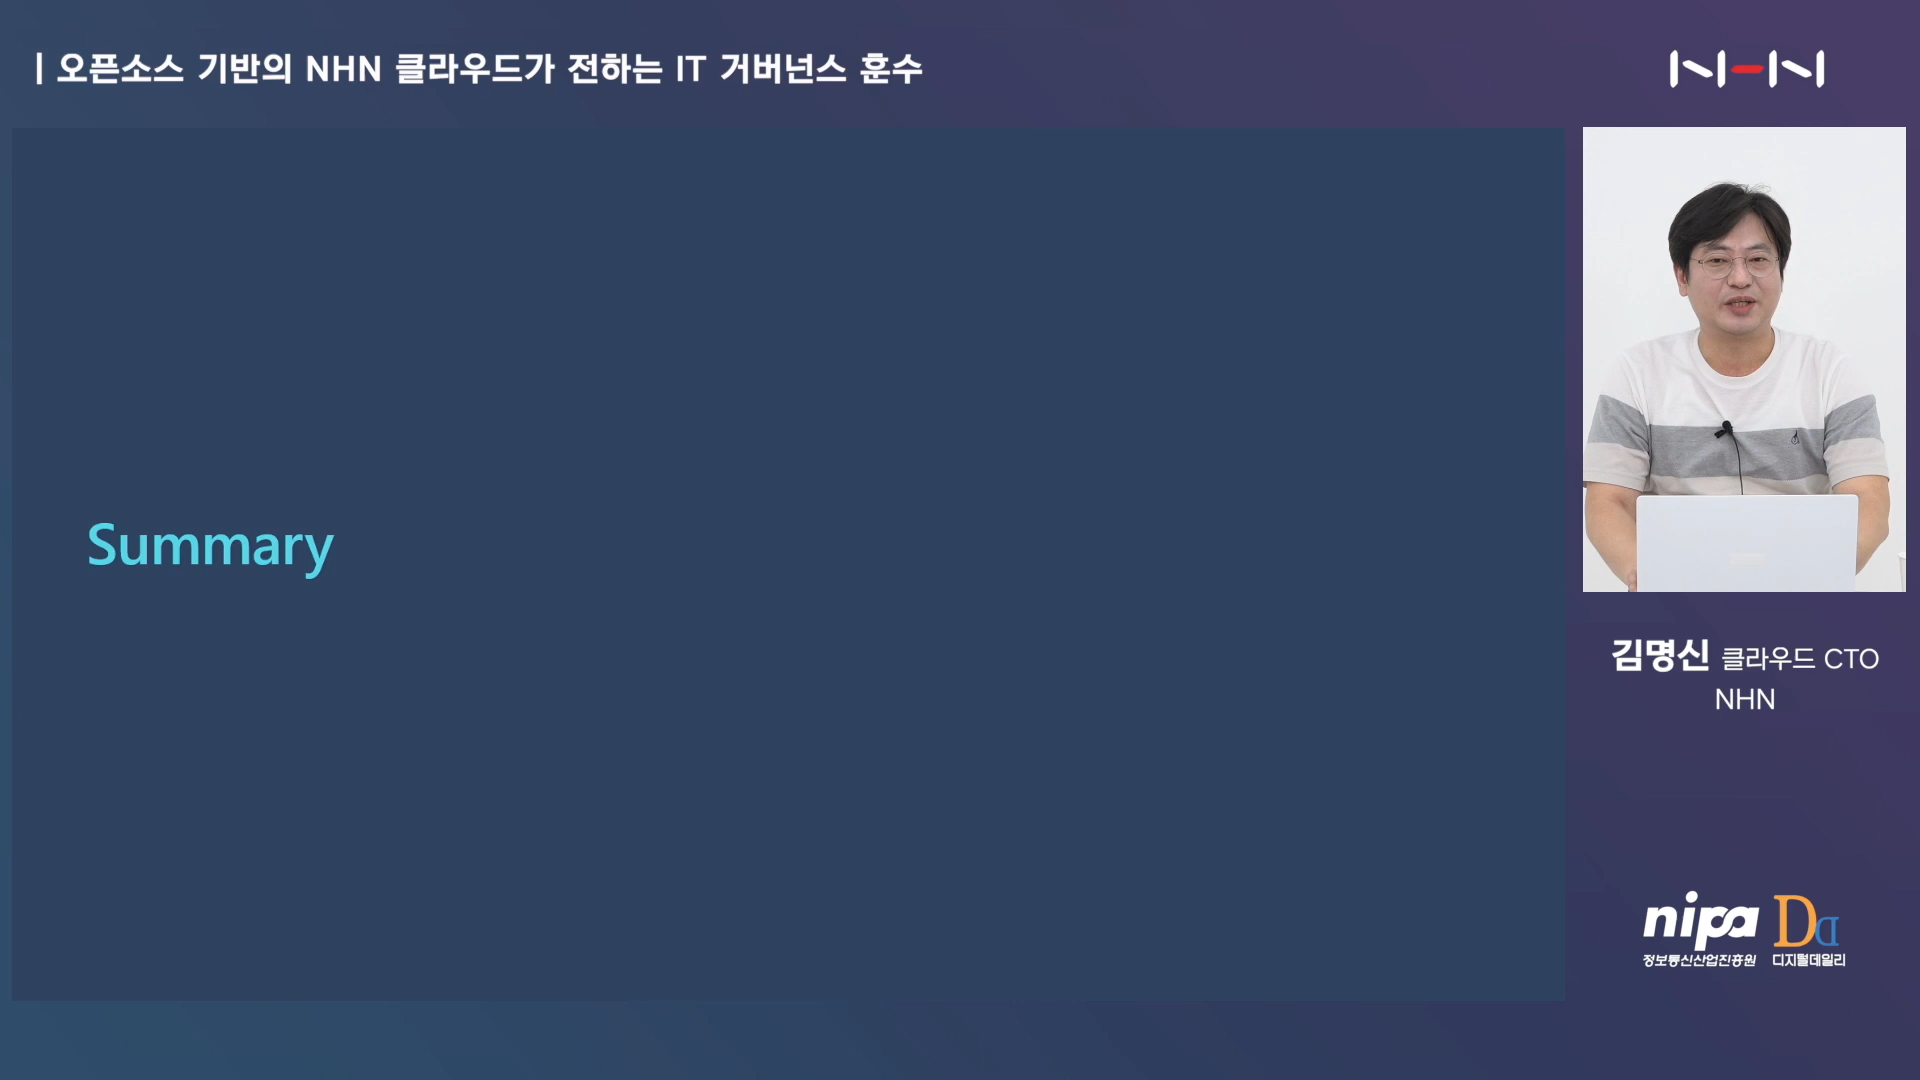 | 오픈소스 기반의 NHN 클라우드가 전하는 IT 거버넌스 훈수
NHN
Summary
김명신 클라우드 CTO
NHN
nipa
정보통신산업진흥원
Dd
디지털데일리